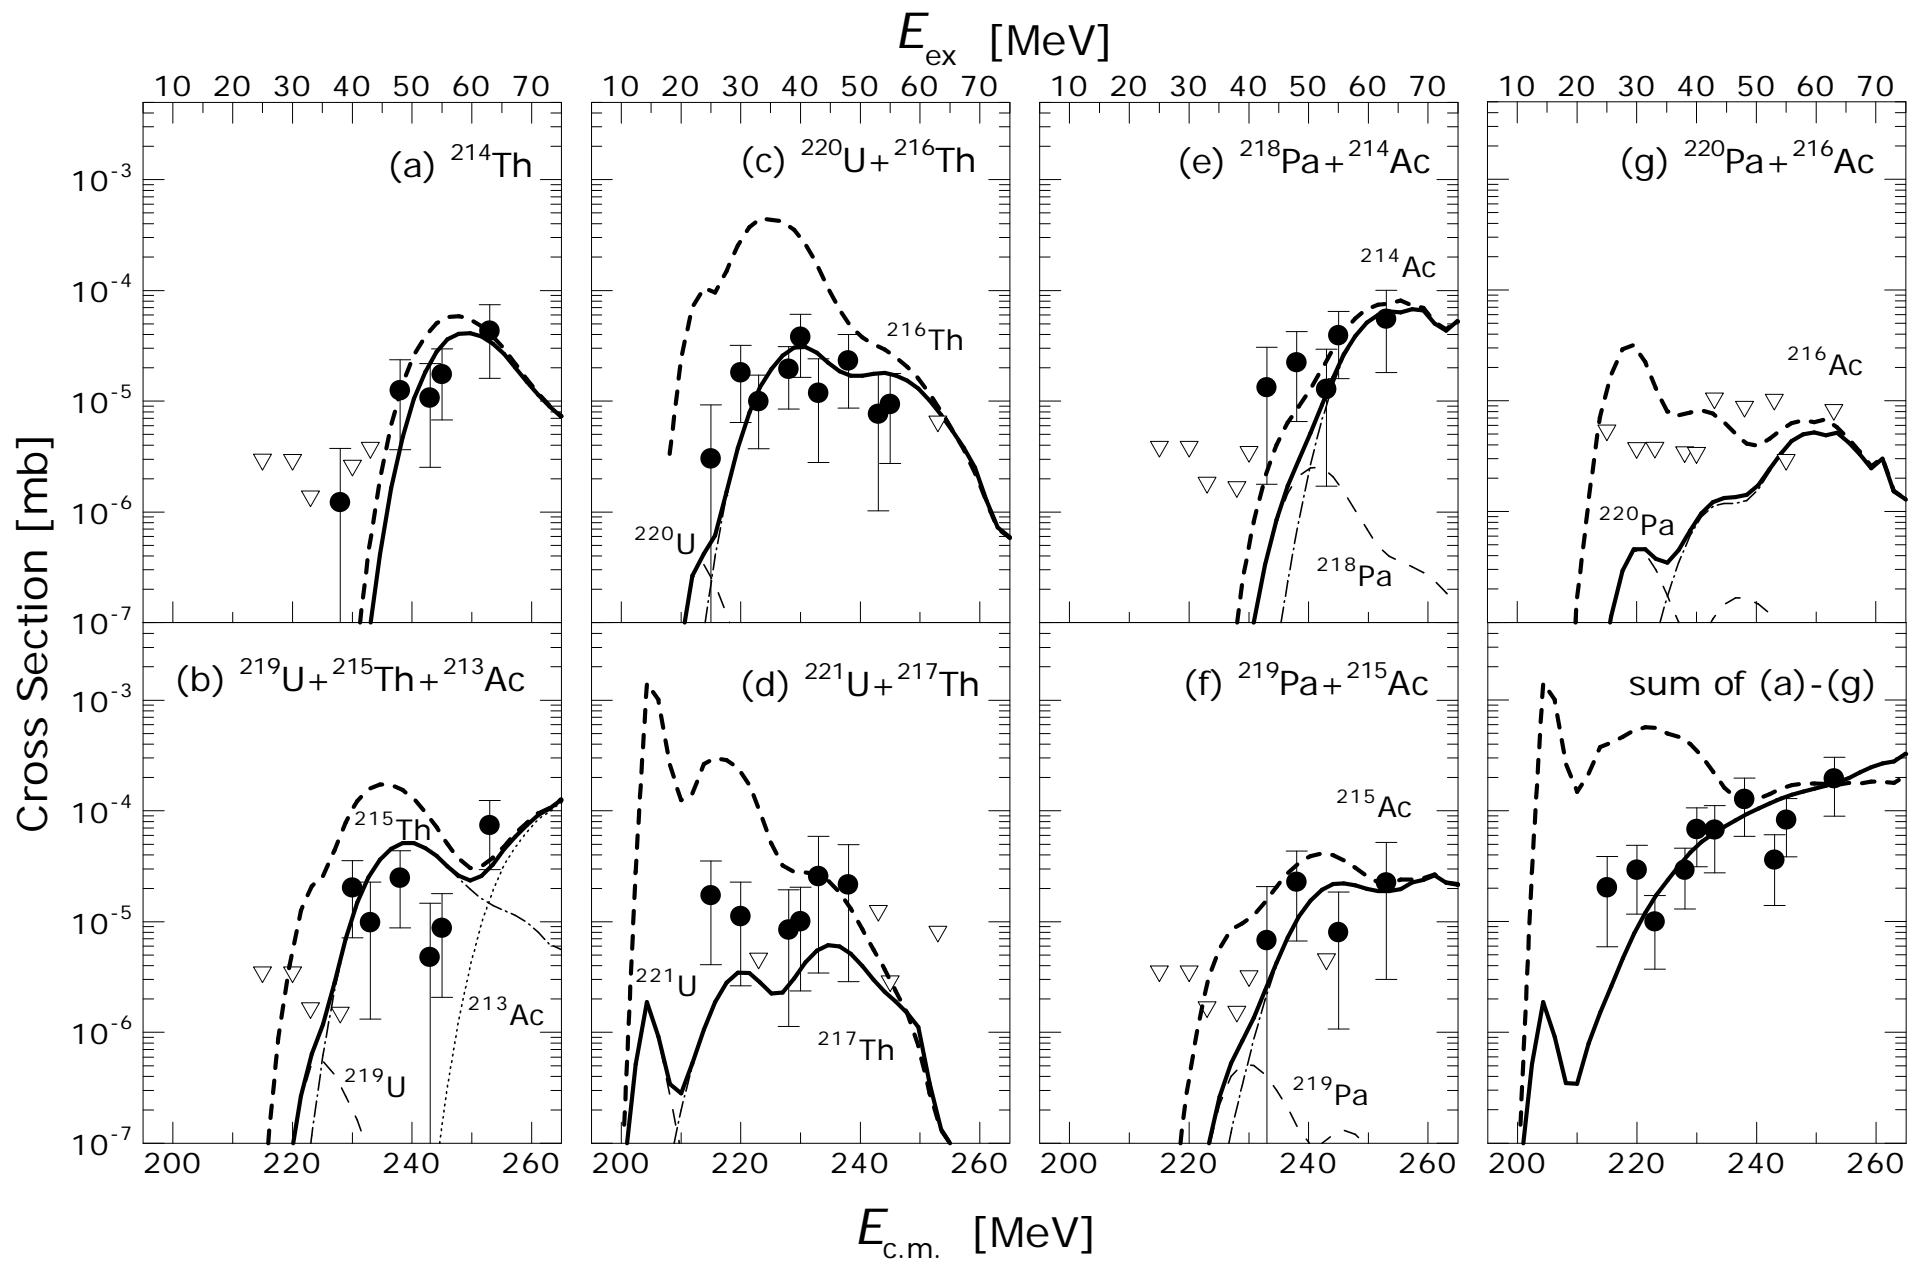 E_ex [MeV]
10 20 30 40 50 60 70 10 20 30 40 50 60 70 10 20 30 40 50 60 70 10 20 30 40 50 60 70
(a) ²¹⁴Th
(c) ²²⁰U+²¹⁶Th
(e) ²¹⁸Pa+²¹⁴Ac
(g) ²²⁰Pa+²¹⁶Ac
10⁻³
²¹⁴Ac
10⁻⁴
²¹⁶Th
²¹⁶Ac
10⁻⁵
10⁻⁶
²²⁰U
²²⁰Pa
²¹⁸Pa
10⁻⁷
Cross Section [mb]
(b) ²¹⁹U+²¹⁵Th+²¹³Ac
(d) ²²¹U+²¹⁷Th
(f) ²¹⁹Pa+²¹⁵Ac
sum of (a)-(g)
10⁻³
10⁻⁴
²¹⁵Th
²¹⁵Ac
10⁻⁵
²²¹U
²¹³Ac
10⁻⁶
²¹⁷Th
²¹⁹U
²¹⁹Pa
10⁻⁷
200 220 240 260 200 220 240 260 200 220 240 260 200 220 240 260
E_c.m. [MeV]